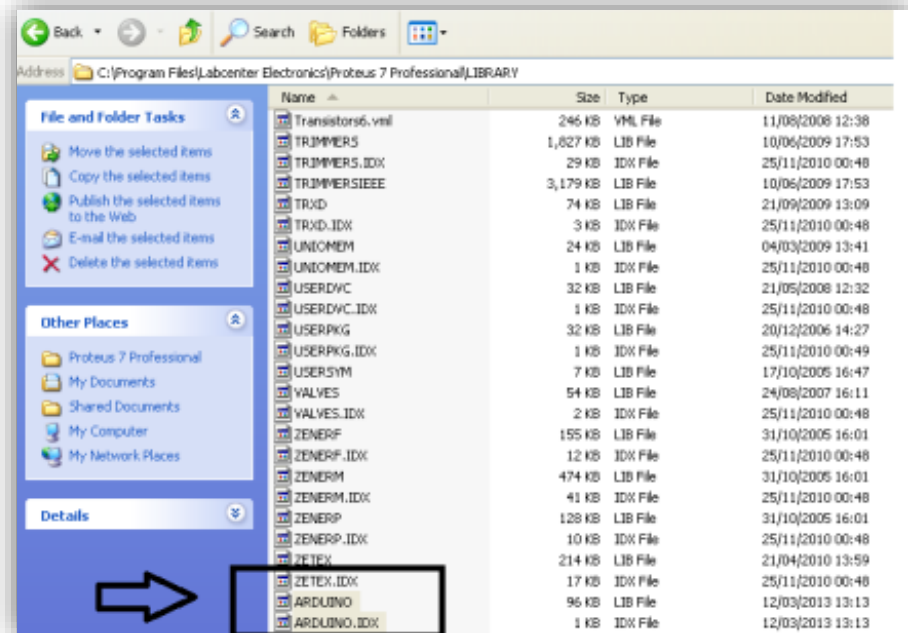 Back Search Folders
Address C:\Program Files\Labcenter Electronics\Proteus 7 Professional\LIBRARY
File and Folder Tasks
Move the selected items
Copy the selected items
Publish the selected items
to the Web
E-mail the selected items
Delete the selected items
Other Places
Proteus 7 Professional
My Documents
Shared Documents
My Computer
My Network Places
Details
Name Size Type Date Modified
Transistors6.vml 246 KB VML File 11/08/2008 12:38
TRIMMERS 1,827 KB LIB File 10/06/2009 17:53
TRIMMERS.IDX 29 KB IDX File 25/11/2010 00:48
TRIMMERSIEEE 3,179 KB LIB File 10/06/2009 17:53
TRXD 74 KB LIB File 21/09/2009 13:09
TRXD.IDX 3 KB IDX File 25/11/2010 00:48
UNIOMEM 24 KB LIB File 04/03/2009 13:41
UNIOMEM.IDX 1 KB IDX File 25/11/2010 00:48
USERDVC 32 KB LIB File 21/05/2008 12:32
USERDVC.IDX 1 KB IDX File 25/11/2010 00:48
USERPKG 32 KB LIB File 20/12/2006 14:27
USERPKG.IDX 1 KB IDX File 25/11/2010 00:49
USERSYM 7 KB LIB File 17/10/2005 16:47
VALVES 54 KB LIB File 24/08/2007 16:11
VALVES.IDX 2 KB IDX File 25/11/2010 00:48
ZENERF 155 KB LIB File 31/10/2005 16:01
ZENERF.IDX 12 KB IDX File 25/11/2010 00:48
ZENERM 474 KB LIB File 31/10/2005 16:01
ZENERM.IDX 41 KB IDX File 25/11/2010 00:48
ZENERP 128 KB LIB File 31/10/2005 16:01
ZENERP.IDX 10 KB IDX File 25/11/2010 00:48
ZETEX 214 KB LIB File 21/04/2010 13:59
ZETEX.IDX 17 KB IDX File 25/11/2010 00:48
ARDUINO 96 KB LIB File 12/03/2013 13:13
ARDUINO.IDX 1 KB IDX File 12/03/2013 13:13